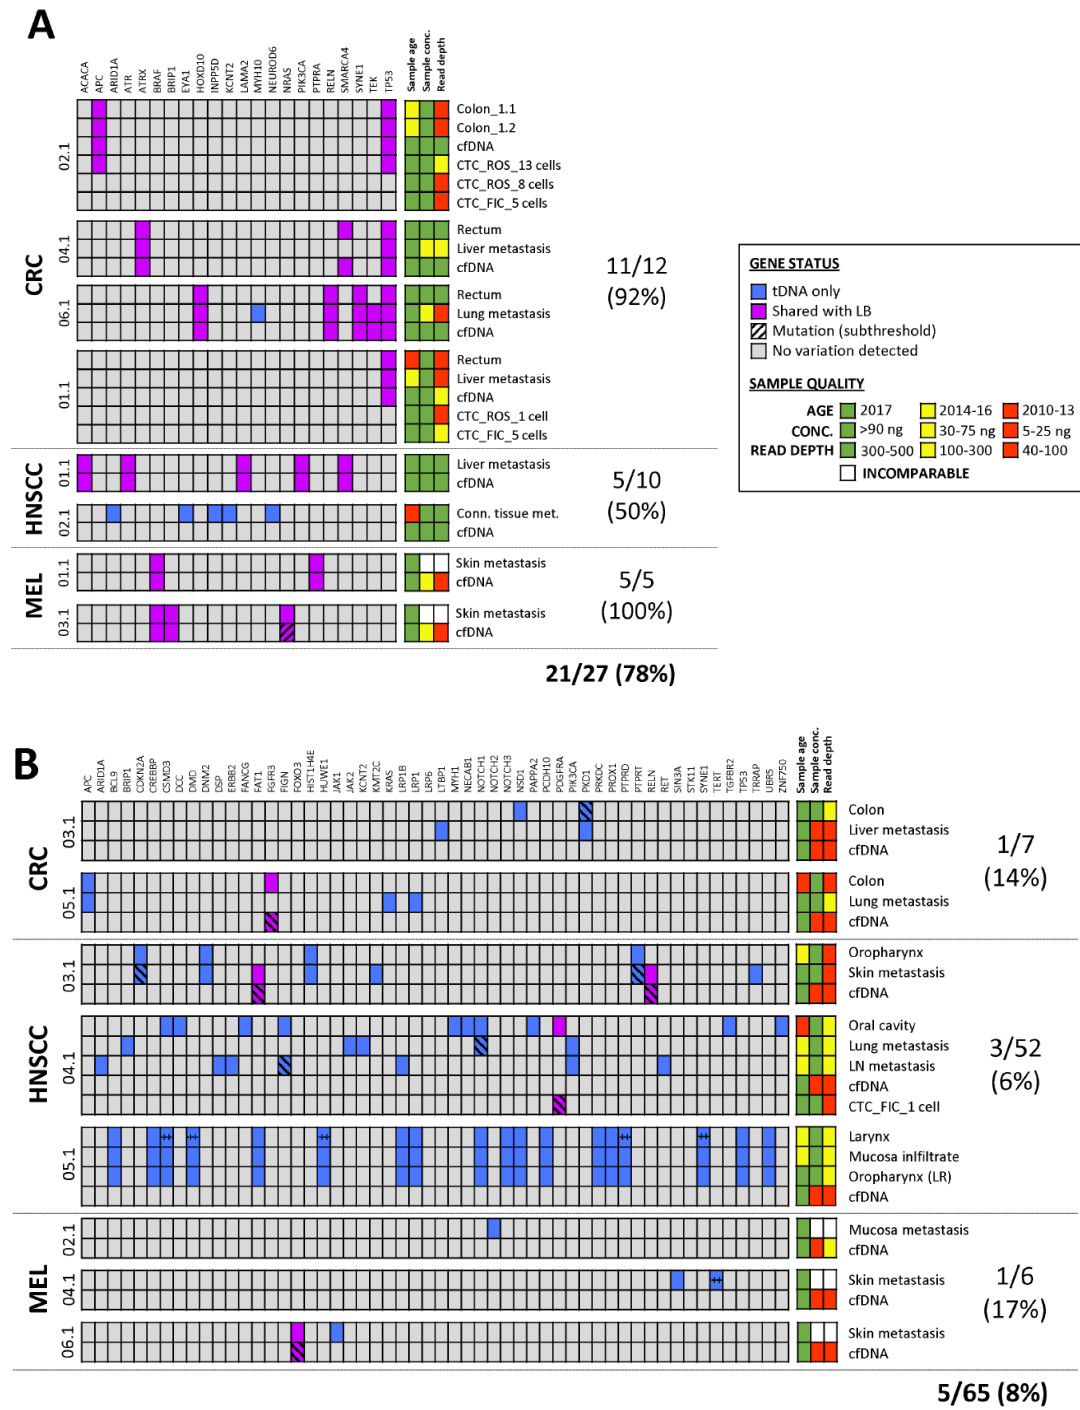 A
ACACA
APC
ARID1A
ATR
ATRX
BRAF
BRIP1
EYA1
HOXD10
INPP5D
KCNT2
LAMA2
MYH10
NEUROD6
NRAS
PIK3CA
PTPRA
RELN
SMARCA4
SYNE1
TEK
TP53
Sample age
Sample conc.
Read depth
CRC
02.1
Colon_1.1
Colon_1.2
cfDNA
CTC_ROS_13 cells
CTC_ROS_8 cells
CTC_FIC_5 cells
04.1
Rectum
Liver metastasis
cfDNA
11/12
(92%)
06.1
Rectum
Lung metastasis
cfDNA
01.1
Rectum
Liver metastasis
cfDNA
CTC_ROS_1 cell
CTC_FIC_5 cells
HNSCC
01.1
Liver metastasis
cfDNA
5/10
(50%)
02.1
Conn. tissue met.
cfDNA
MEL
01.1
Skin metastasis
cfDNA
5/5
(100%)
03.1
Skin metastasis
cfDNA
21/27 (78%)
GENE STATUS
tDNA only
Shared with LB
Mutation (subthreshold)
No variation detected
SAMPLE QUALITY
AGE 2017 2014-16 2010-13
CONC. >90 ng 30-75 ng 5-25 ng
READ DEPTH 300-500 100-300 40-100
INCOMPARABLE
B
APC
ARID1A
BCL9
BRIP1
CDKN2A
CREBBP
CSMD3
DCC
DMD
DNM2
DSP
ERBB2
FANCG
FAT1
FGFR3
FIGN
FOXO3
HIST1H4E
HUWE1
JAK1
JAK2
KCNT2
KMT2C
KRAS
LRP1B
LRP1
LRP6
LTBP1
MYH1
NECAB1
NOTCH1
NOTCH2
NOTCH3
NSD1
PAPPA2
PCDH10
PDGFRA
PIK3CA
PKD1
PRKDC
PROX1
PTPRD
PTPRT
RELN
RET
SIN3A
STK11
SYNE1
TERT
TGFBR2
TP53
TRRAP
UBR5
ZNF750
Sample age
Sample conc.
Read depth
CRC
03.1
Colon
Liver metastasis
cfDNA
1/7
(14%)
05.1
Colon
Lung metastasis
cfDNA
HNSCC
03.1
Oropharynx
Skin metastasis
cfDNA
04.1
Oral cavity
Lung metastasis
LN metastasis
cfDNA
CTC_FIC_1 cell
3/52
(6%)
05.1
++ ++ ++ ++ ++
Larynx
Mucosa inlfiltrate
Oropharynx (LR)
cfDNA
MEL
02.1
Mucosa metastasis
cfDNA
04.1
++
Skin metastasis
cfDNA
1/6
(17%)
06.1
Skin metastasis
cfDNA
5/65 (8%)